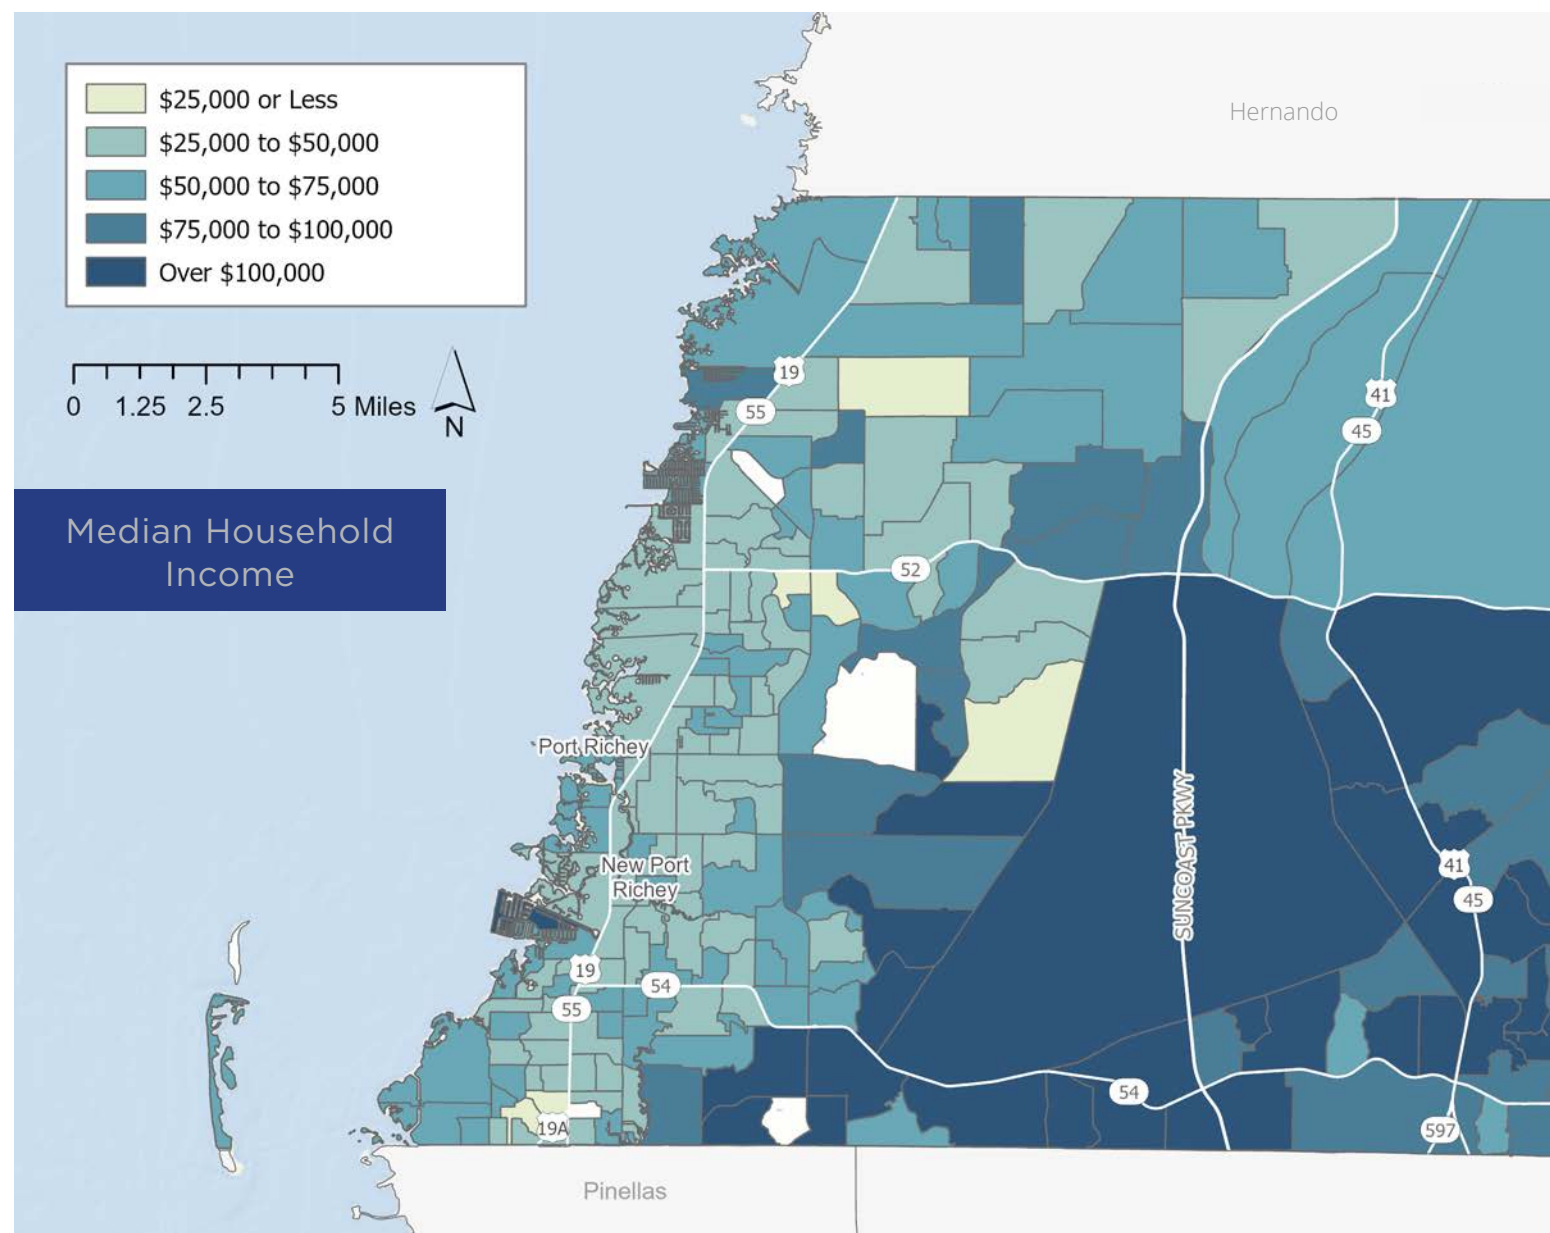 $25,000 or Less
$25,000 to $50,000
$50,000 to $75,000
$75,000 to $100,000
Over $100,000
0 1.25 2.5 5 Miles
N
Median Household
Income
Hernando
19
55
41
45
52
Port Richey
New Port
Richey
SUNCOAST PKWY
41
45
19
54
55
54
19A
597
Pinellas